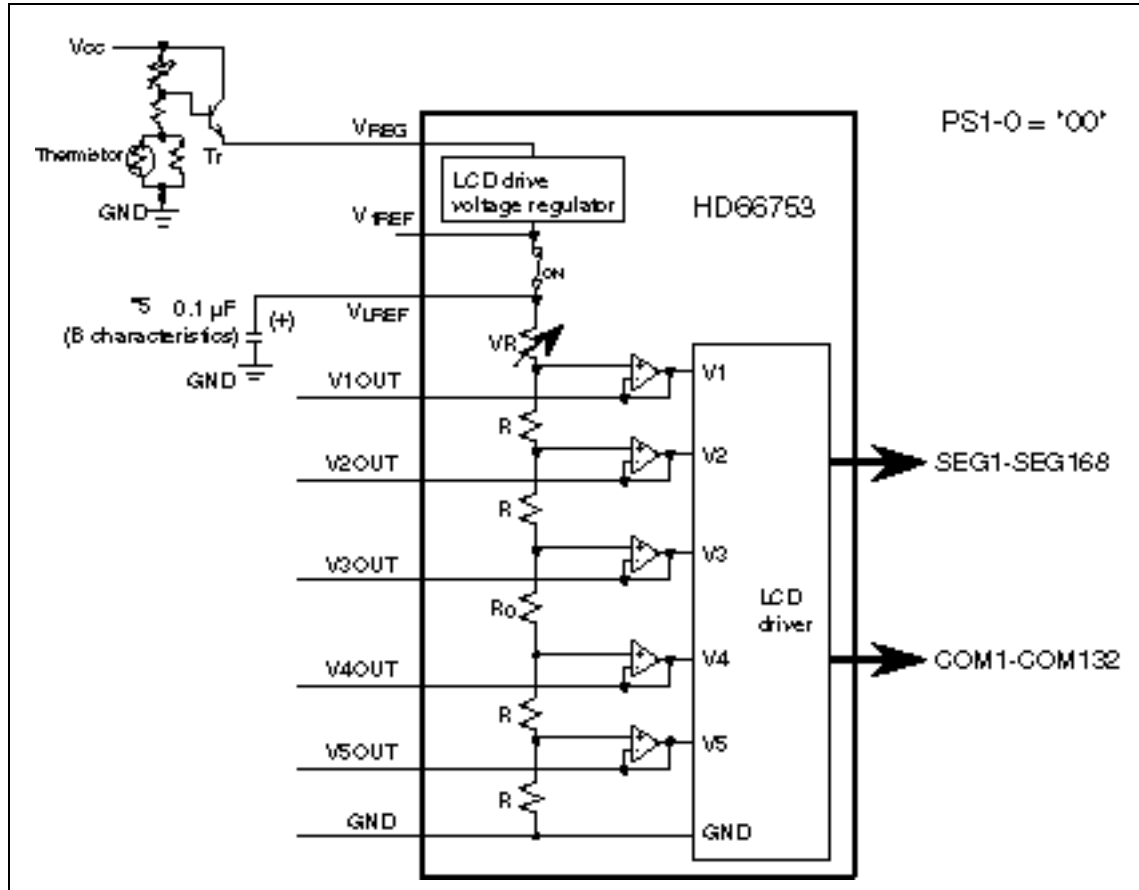 Vcc
Thermistor
Tr
GND
VREG
LCD drive
voltage regulator
PS1-0 = "00"
HD66753
V1REF
ON
*5 0.1 µF
(B characteristics)
(+)
GND
VLREF
VR
V1OUT
V1
R
V2OUT
V2
SEG1-SEG168
R
V3OUT
V3
R0
LCD
driver
V4OUT
V4
COM1-COM132
R
V5OUT
V5
R
GND
GND